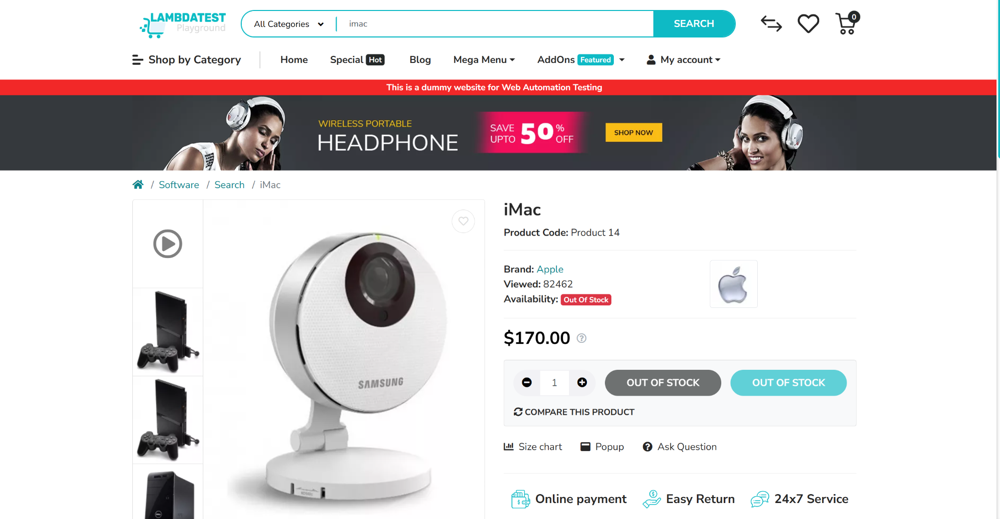 LAMBDATEST
Playground
All Categories
imac
SEARCH
0
Shop by Category
Home
Special Hot
Blog
Mega Menu
AddOns Featured
My account
This is a dummy website for Web Automation Testing
WIRELESS PORTABLE
HEADPHONE
SAVE
UPTO
50
%
OFF
SHOP NOW
/ Software / Search / iMac
SAMSUNG
iMac
Product Code: Product 14
Brand: Apple
Viewed: 82462
Availability: Out Of Stock
$170.00
1
OUT OF STOCK
OUT OF STOCK
COMPARE THIS PRODUCT
Size chart
Popup
Ask Question
Online payment
Easy Return
24x7 Service